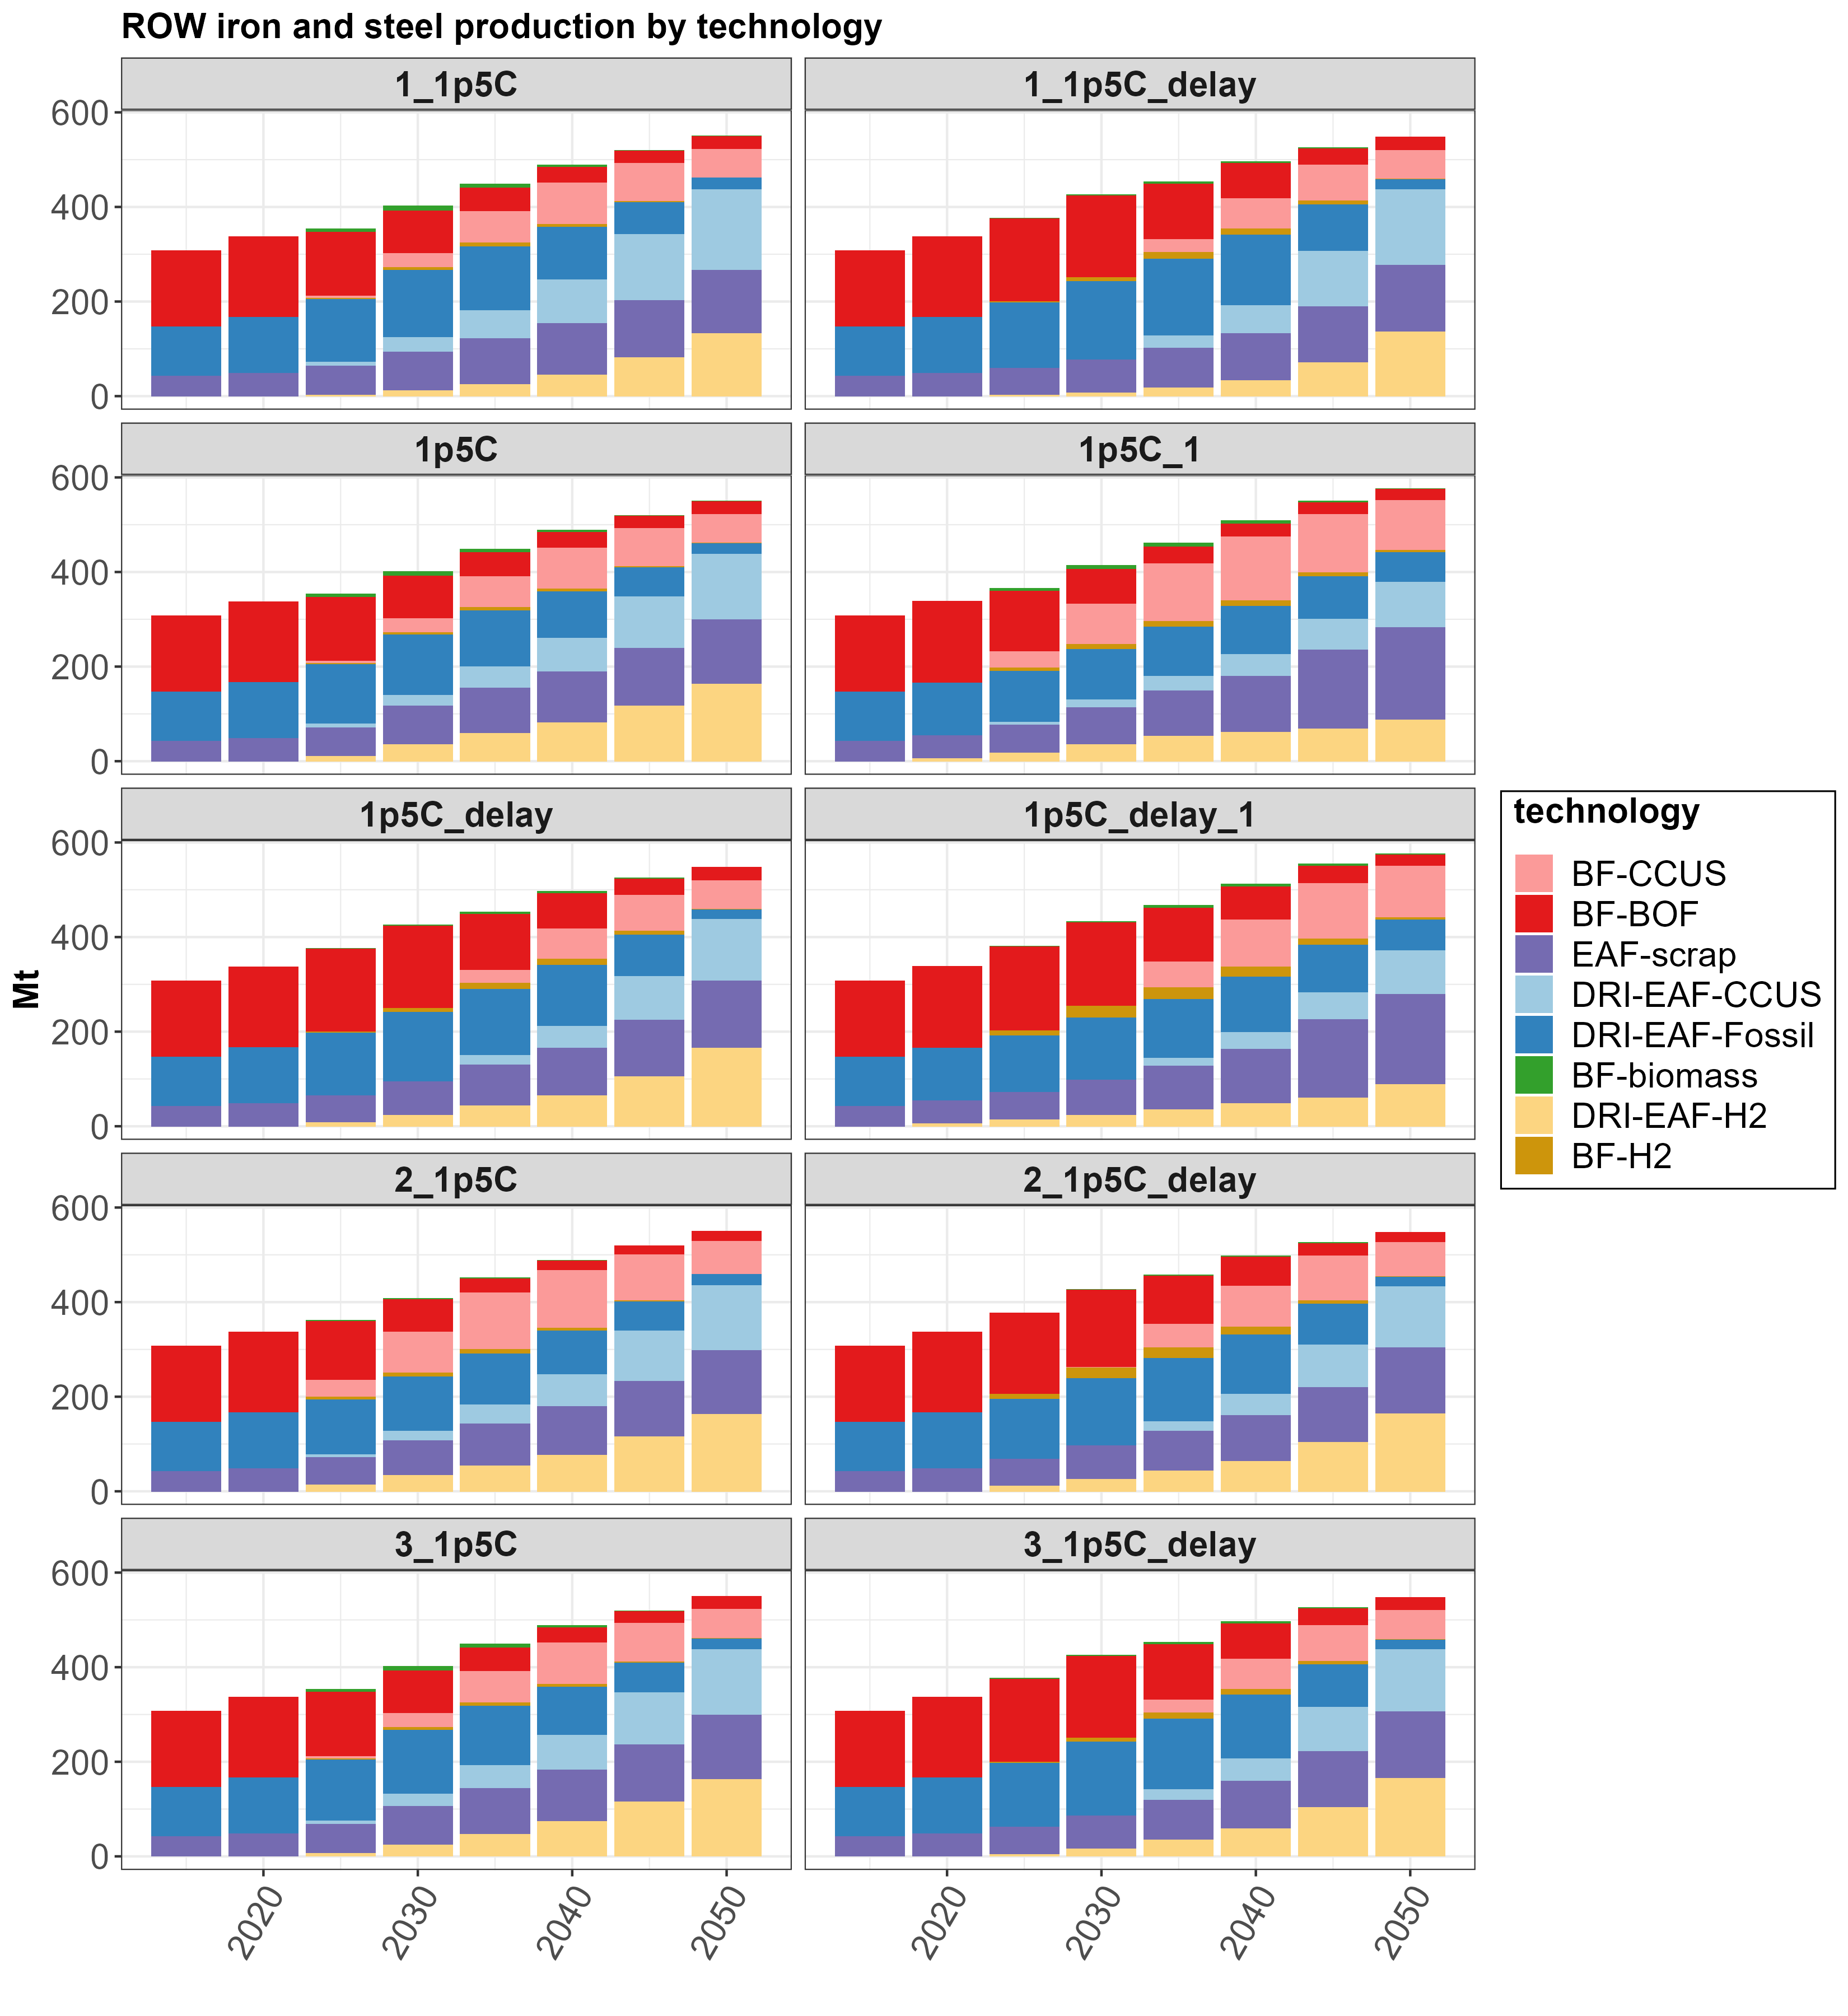 ROW iron and steel production by technology
1_1p5C
1_1p5C_delay
600
400
200
0
1p5C
1p5C_1
600
400
200
0
1p5C_delay
1p5C_delay_1
600
400
200
0
Mt
2_1p5C
2_1p5C_delay
600
400
200
0
3_1p5C
3_1p5C_delay
600
400
200
0
2020
2030
2040
2050
2020
2030
2040
2050
technology
BF-CCUS
BF-BOF
EAF-scrap
DRI-EAF-CCUS
DRI-EAF-Fossil
BF-biomass
DRI-EAF-H2
BF-H2